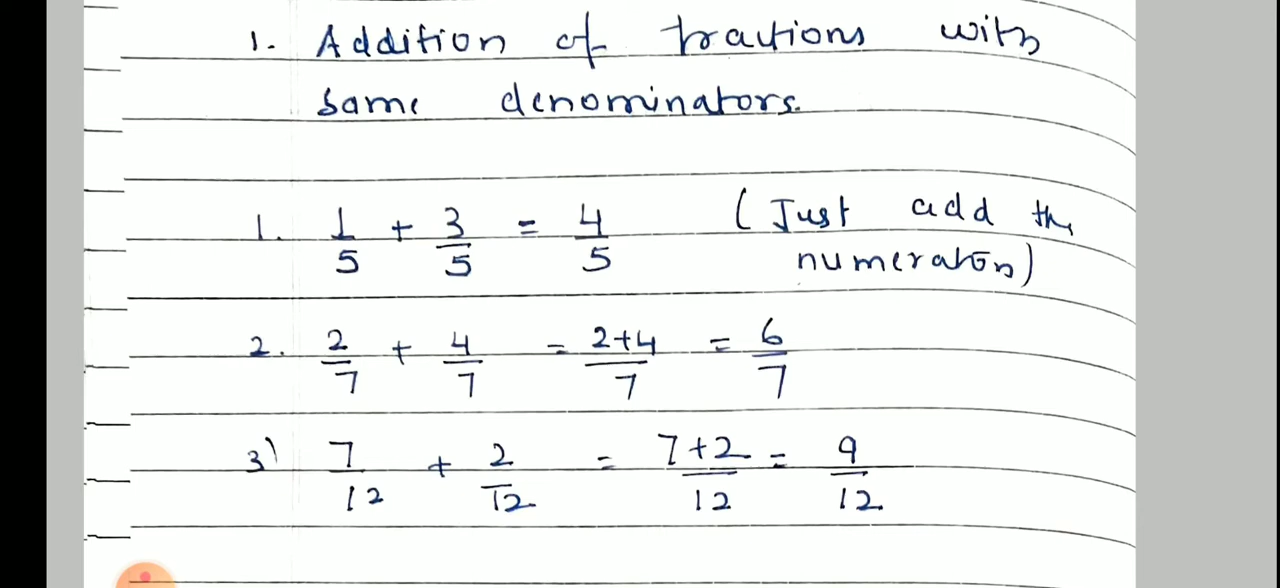 1. Addition of fractions with
same denominators.
1. 1/5 + 3/5 = 4/5 (Just add the
numerators)
2. 2/7 + 4/7 = 2+4/7 = 6/7
3) 7/12 + 2/12 = 7+2/12 = 9/12